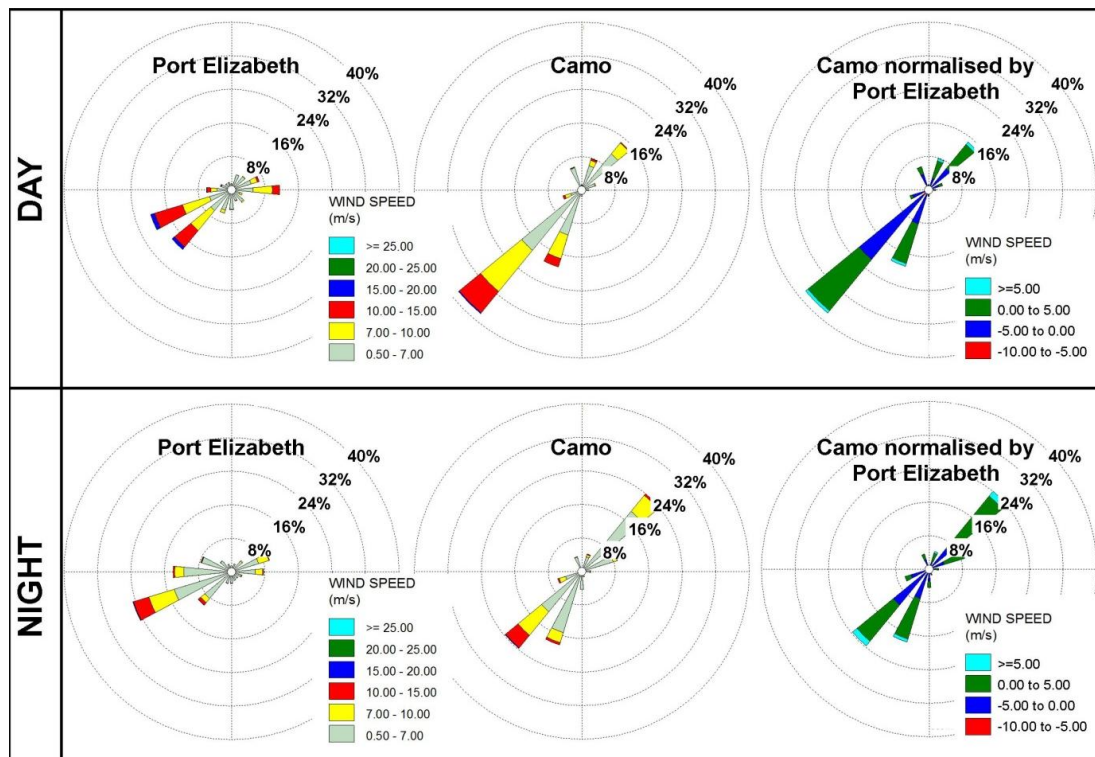 DAY
Port Elizabeth
40%
32%
24%
16%
8%
WIND SPEED
(m/s)
>= 25.00
20.00 - 25.00
15.00 - 20.00
10.00 - 15.00
7.00 - 10.00
0.50 - 7.00
Camo
40%
32%
24%
16%
8%
Camo normalised by
Port Elizabeth
40%
32%
24%
16%
8%
WIND SPEED
(m/s)
>=5.00
0.00 to 5.00
-5.00 to 0.00
-10.00 to -5.00
NIGHT
Port Elizabeth
40%
32%
24%
16%
8%
WIND SPEED
(m/s)
>= 25.00
20.00 - 25.00
15.00 - 20.00
10.00 - 15.00
7.00 - 10.00
0.50 - 7.00
Camo
40%
32%
24%
16%
8%
Camo normalised by
Port Elizabeth
40%
32%
24%
16%
8%
WIND SPEED
(m/s)
>=5.00
0.00 to 5.00
-5.00 to 0.00
-10.00 to -5.00